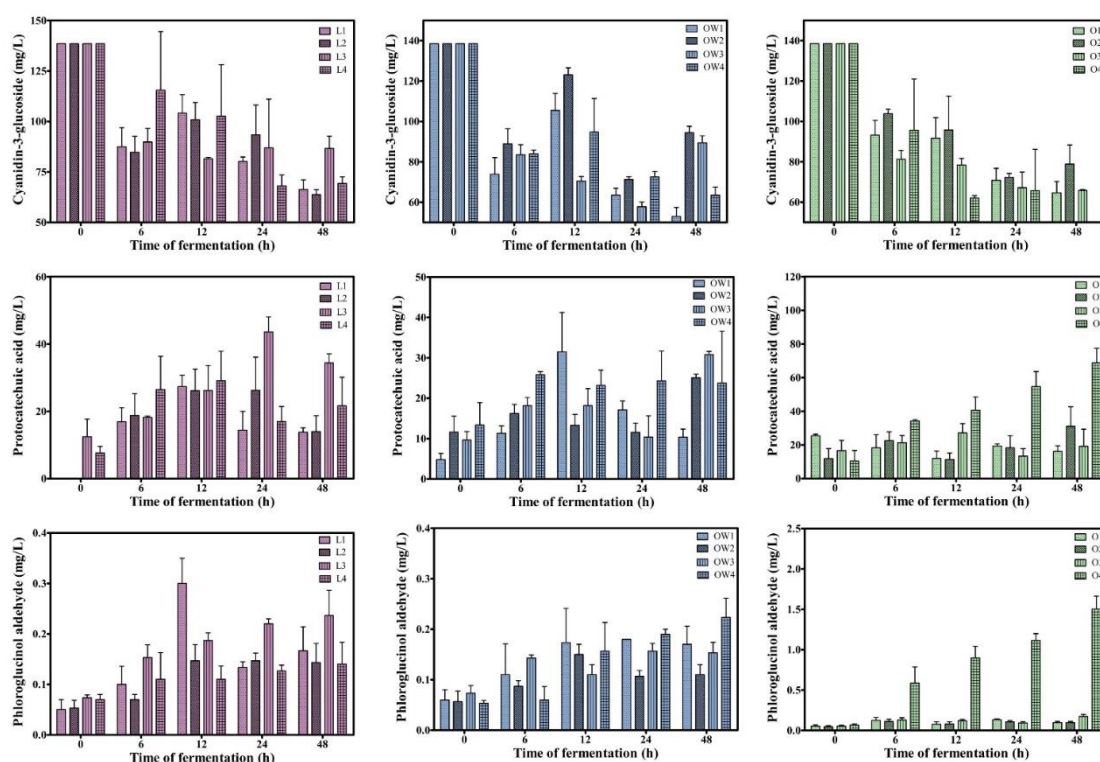 Cyanidin-3-glucoside (mg/L)
150
125
100
75
50
0
6
12
24
48
Time of fermentation (h)
L1
L2
L3
L4
Cyanidin-3-glucoside (mg/L)
140
120
100
80
60
0
6
12
24
48
Time of fermentation (h)
OW1
OW2
OW3
OW4
Cyanidin-3-glucoside (mg/L)
140
120
100
80
60
0
6
12
24
48
Time of fermentation (h)
O1
O2
O3
O4
Protocatechuic acid (mg/L)
60
40
20
0
0
6
12
24
48
Time of fermentation (h)
L1
L2
L3
L4
Protocatechuic acid (mg/L)
50
40
30
20
10
0
0
6
12
24
48
Time of fermentation (h)
OW1
OW2
OW3
OW4
Protocatechuic acid (mg/L)
120
100
80
60
40
20
0
0
6
12
24
48
Time of fermentation (h)
Phloroglucinol aldehyde (mg/L)
0.4
0.3
0.2
0.1
0.0
0
6
12
24
48
Time of fermentation (h)
L1
L2
L3
L4
Phloroglucinol aldehyde (mg/L)
0.4
0.3
0.2
0.1
0.0
0
6
12
24
48
Time of fermentation (h)
OW1
OW2
OW3
OW4
Phloroglucinol aldehyde (mg/L)
2.5
2.0
1.5
1.0
0.5
0.0
0
6
12
24
48
Time of fermentation (h)